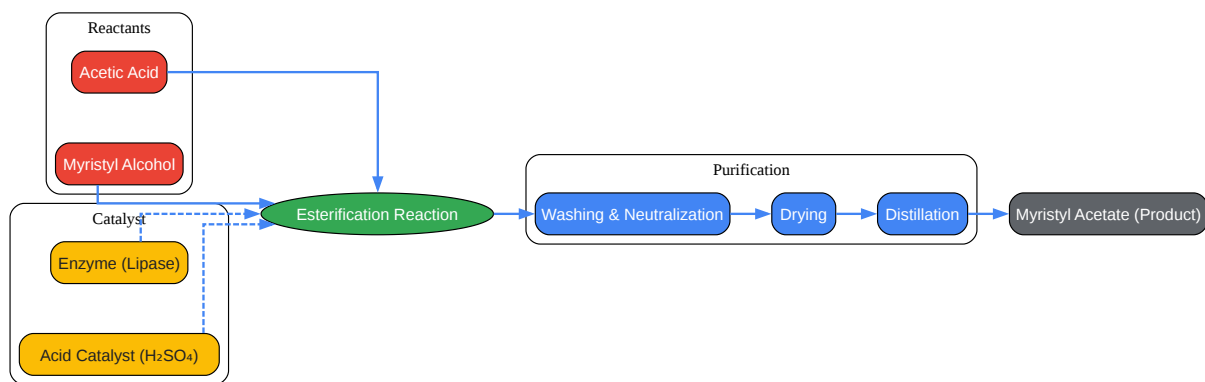 Reactants
Acetic Acid
Myristyl Alcohol
Catalyst
Enzyme (Lipase)
Acid Catalyst (H₂SO₄)
Esterification Reaction
Purification
Washing & Neutralization
Drying
Distillation
Myristyl Acetate (Product)